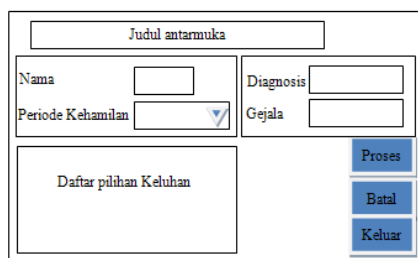 Judul antarmuka
Nama
Periode Kehamilan
Diagnosis
Gejala
Daftar pilihan Keluhan
Proses
Batal
Keluar